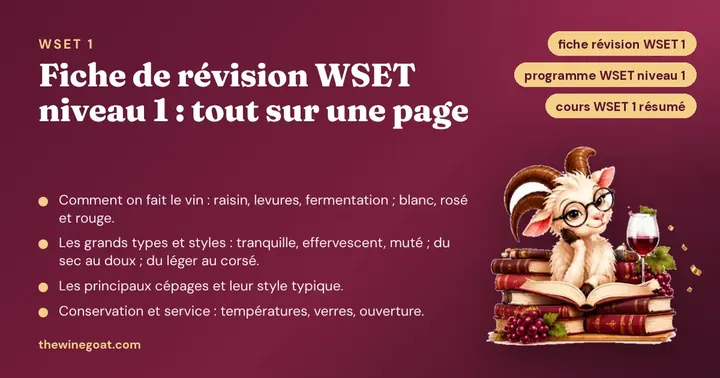 WSET 1
Fiche de révision WSET
niveau 1 : tout sur une page
fiche révision WSET 1
programme WSET niveau 1
cours WSET 1 résumé
Comment on fait le vin : raisin, levures, fermentation ; blanc, rosé
et rouge.
Les grands types et styles : tranquille, effervescent, muté ; du
sec au doux ; du léger au corsé.
Les principaux cépages et leur style typique.
Conservation et service : températures, verres, ouverture.
thewinegoat.com